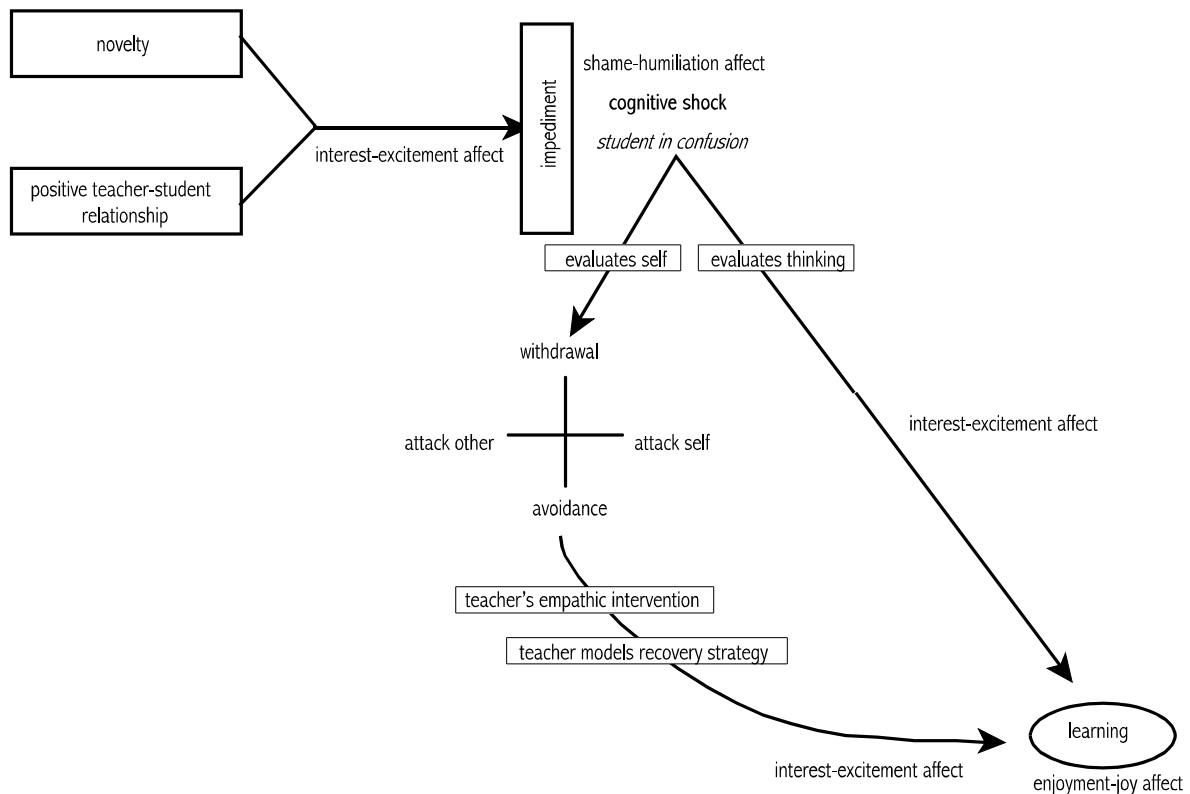 novelty
positive teacher-student
relationship
interest-excitement affect
impediment
shame-humiliation affect
cognitive shock
student in confusion
evaluates self
evaluates thinking
withdrawal
attack other
attack self
avoidance
interest-excitement affect
teacher’s empathic intervention
teacher models recovery strategy
interest-excitement affect
learning
enjoyment-joy affect